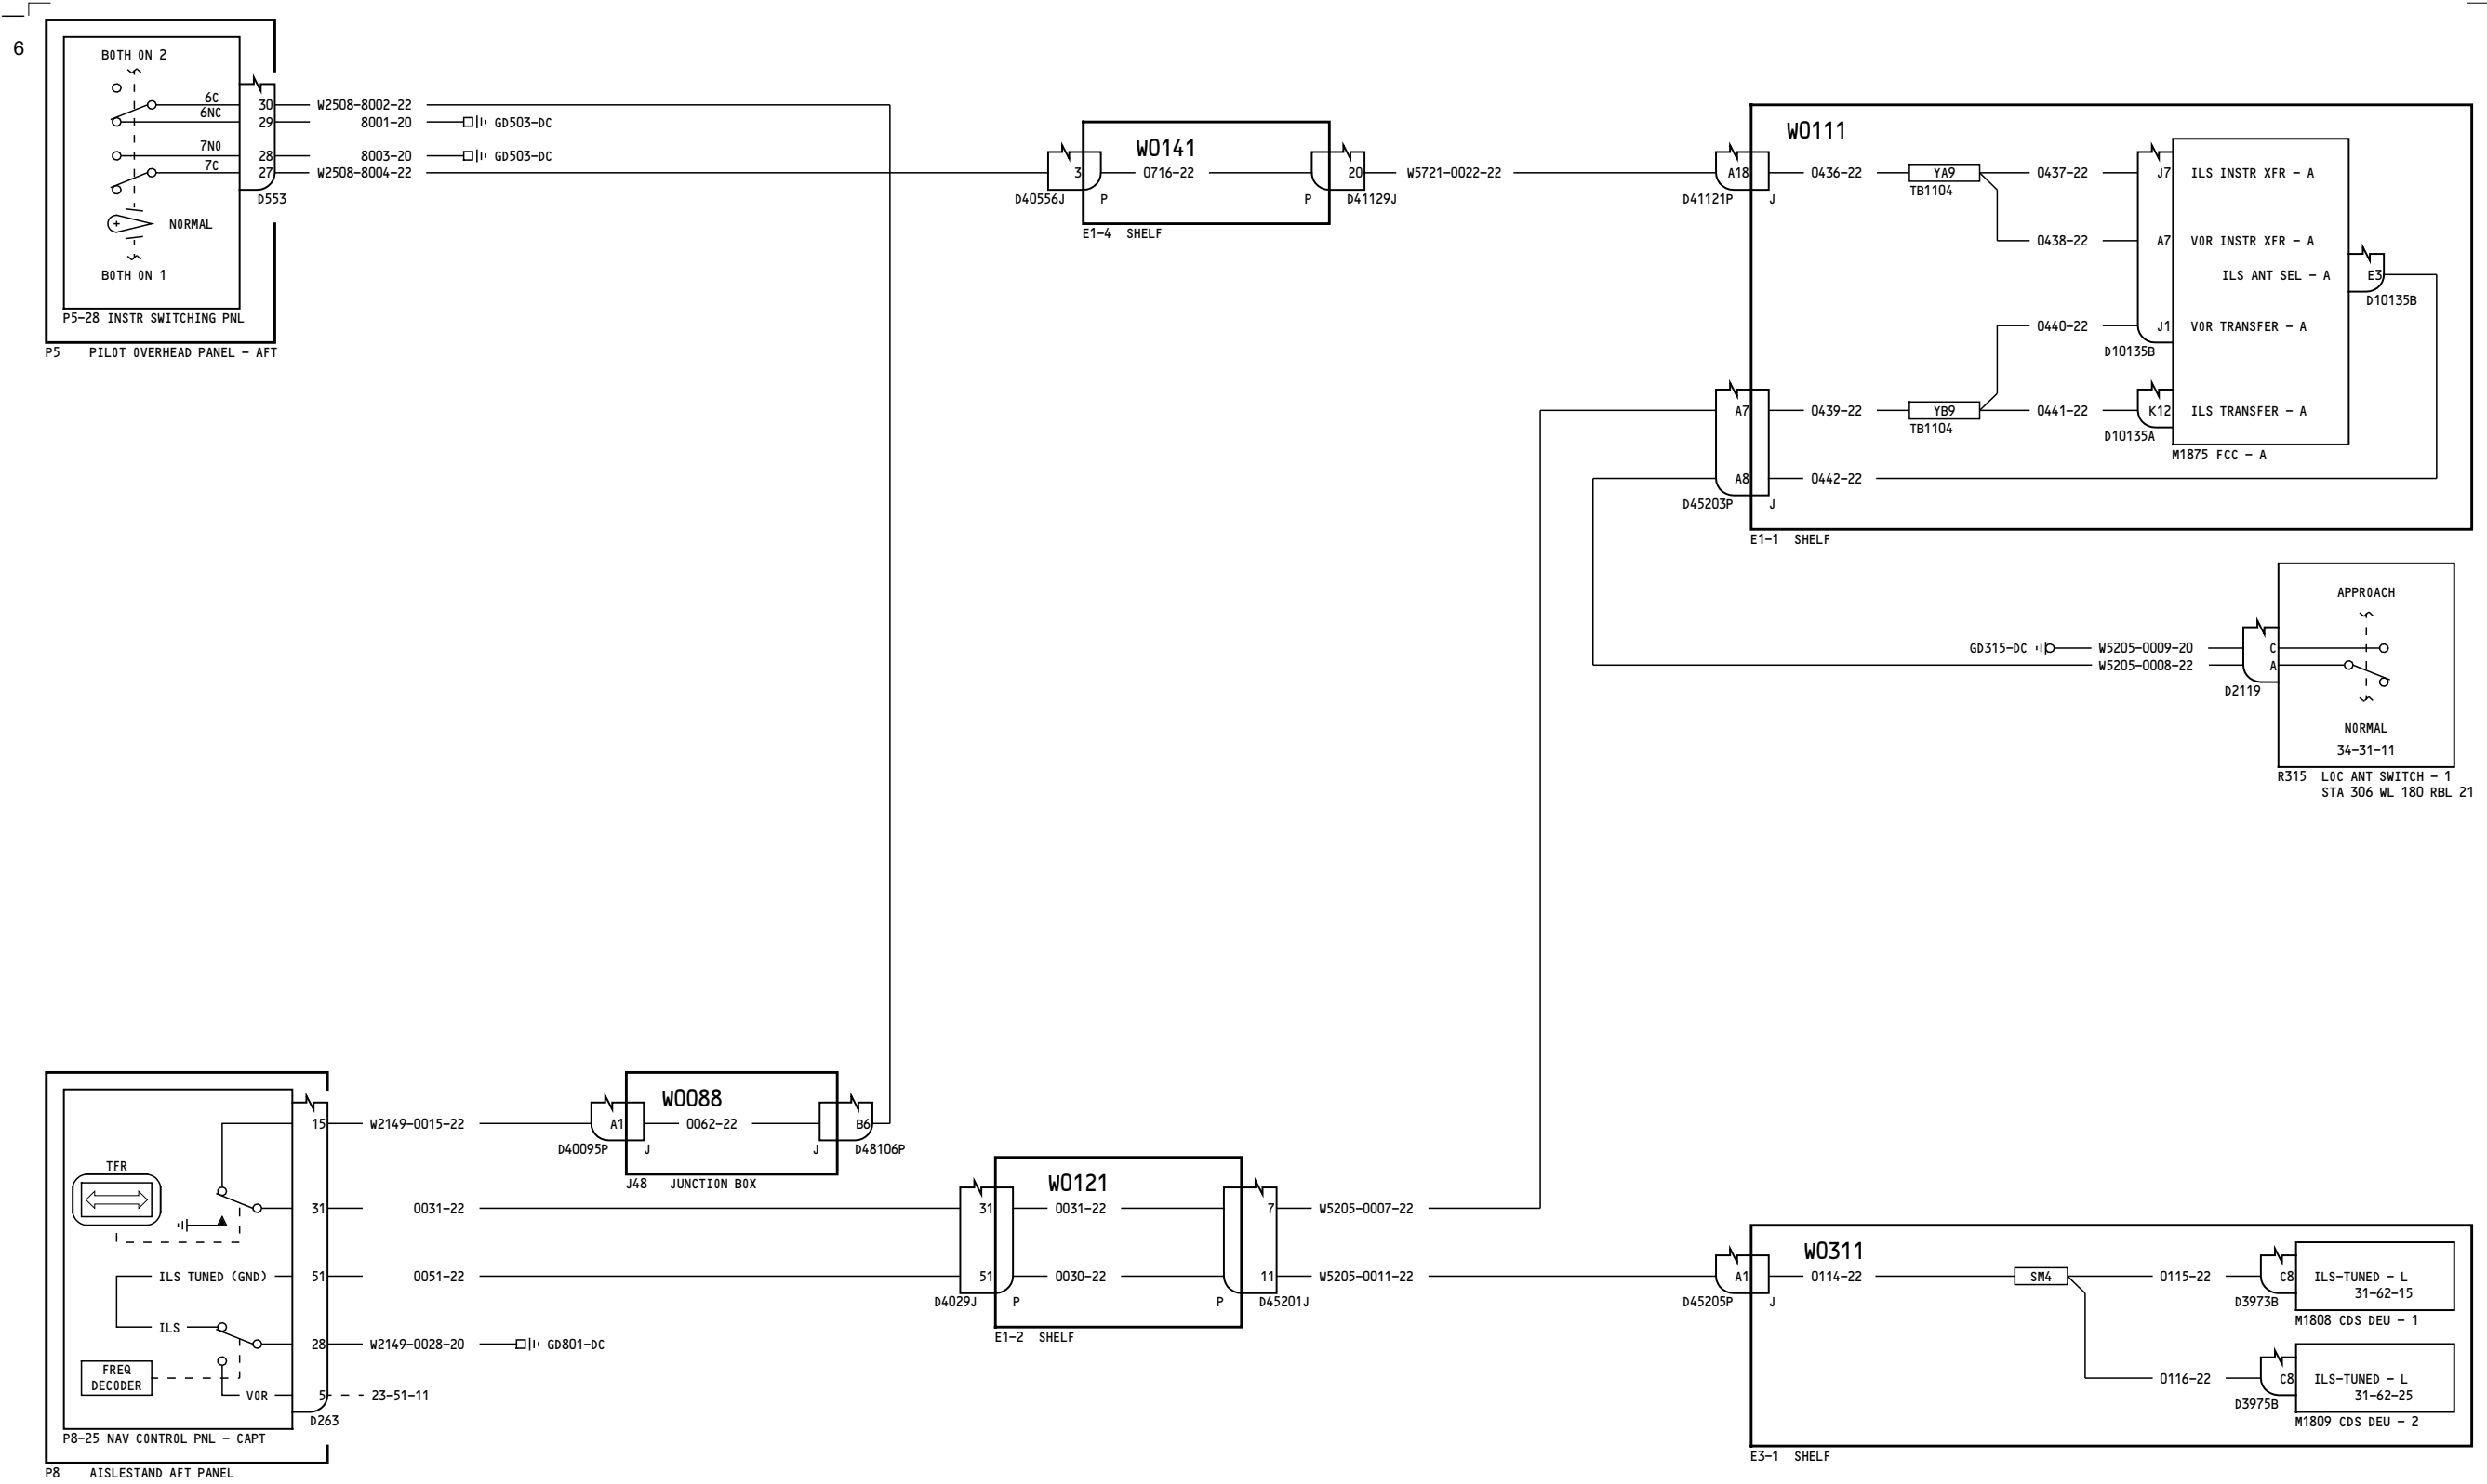 6
BOTH ON 2
6C
6NC
7NO
7C
30
29
28
27
D553
NORMAL
BOTH ON 1
P5-28 INSTR SWITCHING PNL
P5 PILOT OVERHEAD PANEL - AFT
W2508-8002-22
8001-20 GD503-DC
8003-20 GD503-DC
W2508-8004-22
W0141
3 0716-22 20
D40556J P P D41129J
E1-4 SHELF
W5721-0022-22
W0111
A18 0436-22 YA9 0437-22 J7 ILS INSTR XFR - A
D41121P J TB1104
0438-22 A7 VOR INSTR XFR - A
ILS ANT SEL - A E3
D10135B
0440-22 J1 VOR TRANSFER - A
D10135B
A7 0439-22 YB9 0441-22 K12 ILS TRANSFER - A
TB1104 D10135A
M1875 FCC - A
A8 0442-22
D45203P J
E1-1 SHELF
APPROACH
GD315-DC W5205-0009-20 C
W5205-0008-22 A
D2119
NORMAL
34-31-11
R315 LOC ANT SWITCH - 1
STA 306 WL 180 RBL 21
TFR
15 W2149-0015-22
31 0031-22
ILS TUNED (GND) 51 0051-22
ILS
28 W2149-0028-20 GD801-DC
FREQ
DECODER
VOR 5 23-51-11
D263
P8-25 NAV CONTROL PNL - CAPT
P8 AISLESTAND AFT PANEL
W0088
A1 0062-22 B6
D40095P J J D48106P
J48 JUNCTION BOX
W0121
31 0031-22 7 W5205-0007-22
51 0030-22 11 W5205-0011-22
D4029J P P D45201J
E1-2 SHELF
W0311
A1 0114-22 SM4 0115-22 C8 ILS-TUNED - L
31-62-15
D45205P J D3973B
M1808 CDS DEU - 1
0116-22 C8 ILS-TUNED - L
31-62-25
D3975B
M1809 CDS DEU - 2
E3-1 SHELF